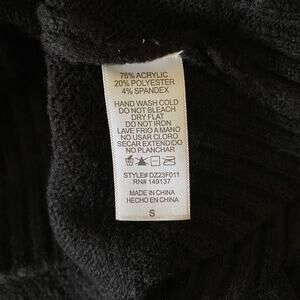 76% ACRYLIC
20% POLYESTER
4% SPANDEX
HAND WASH COLD
DO NOT BLEACH
DRY FLAT
DO NOT IRON
LAVE FRIO A MANO
NO USAR CLORO
SECAR EXTENDIDO
NO PLANCHAR
STYLE# DZ23F011
RN# 149137
MADE IN CHINA
HECHO EN CHINA
S